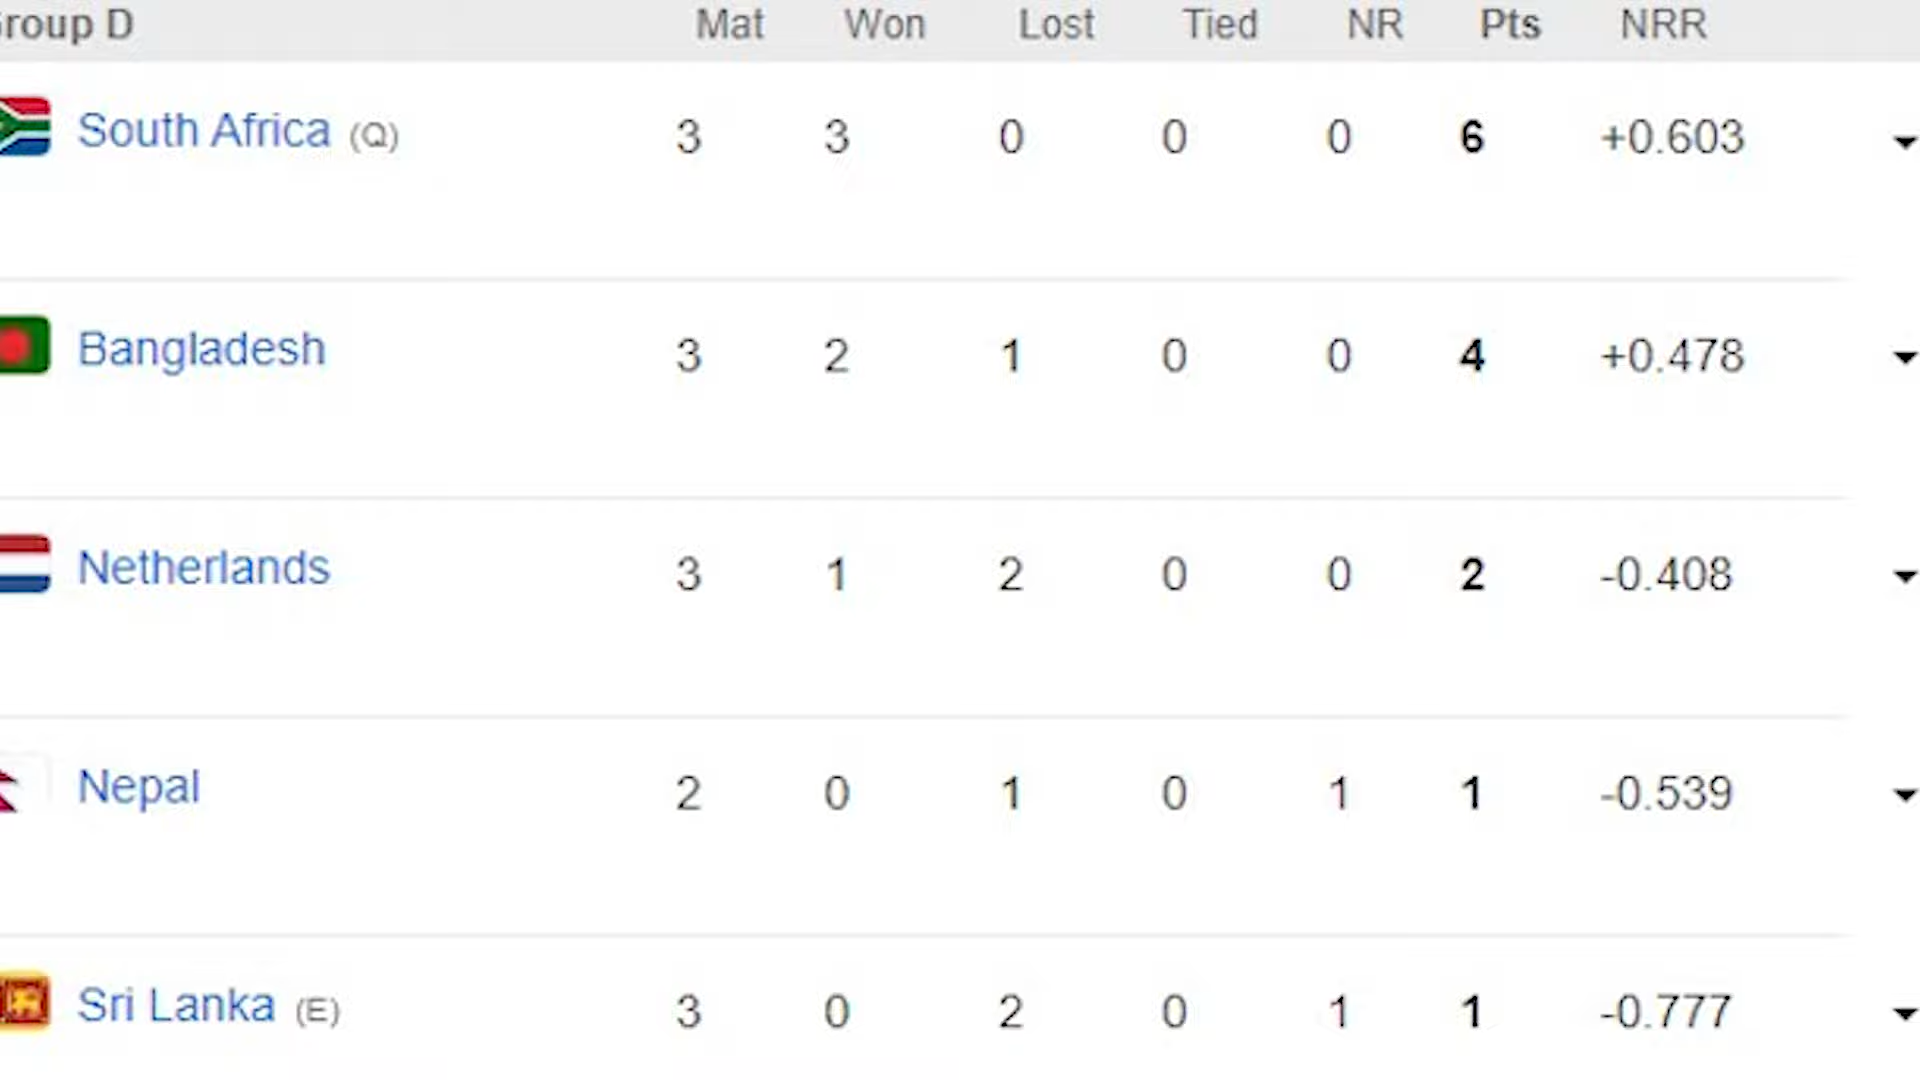 Group D Mat Won Lost Tied NR Pts NRR
South Africa (Q) 3 3 0 0 0 6 +0.603
Bangladesh 3 2 1 0 0 4 +0.478
Netherlands 3 1 2 0 0 2 -0.408
Nepal 2 0 1 0 1 1 -0.539
Sri Lanka (E) 3 0 2 0 1 1 -0.777